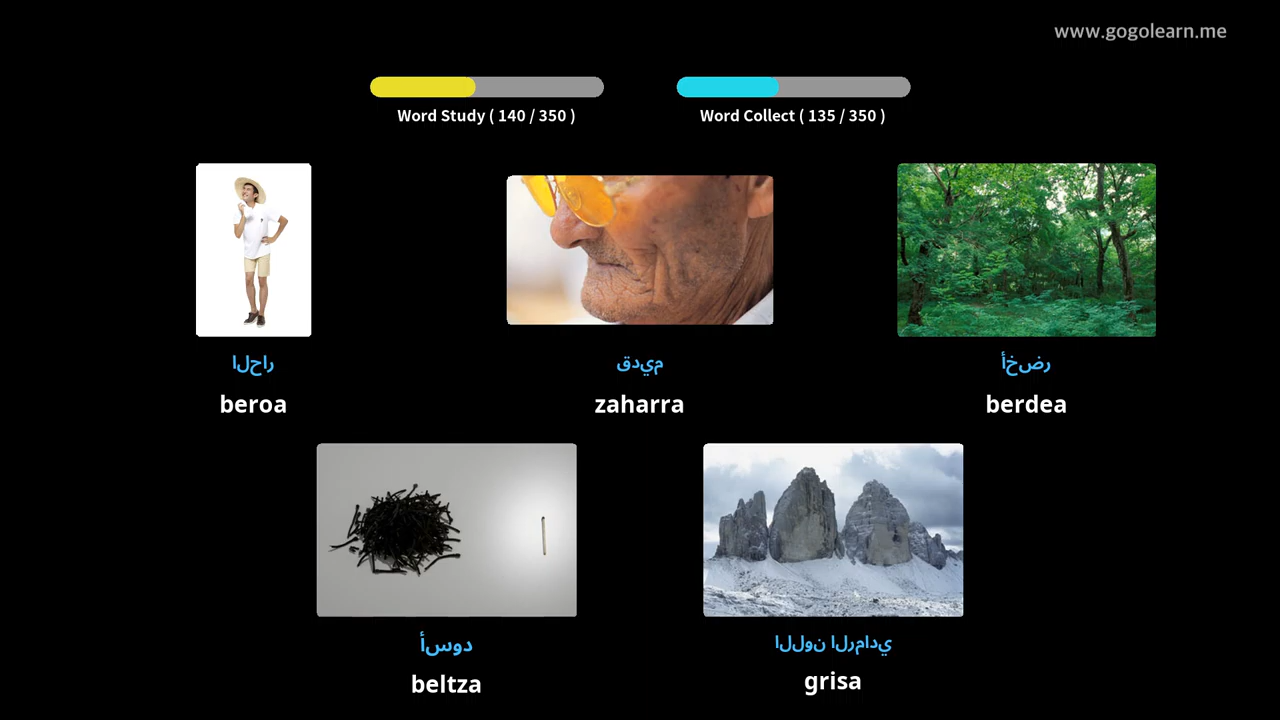 www.gogolearn.me
Word Study ( 140 / 350 )
Word Collect ( 135 / 350 )
الحار
قديم
أخضر
beroa
zaharra
berdea
أسود
اللون الرمادي
beltza
grisa